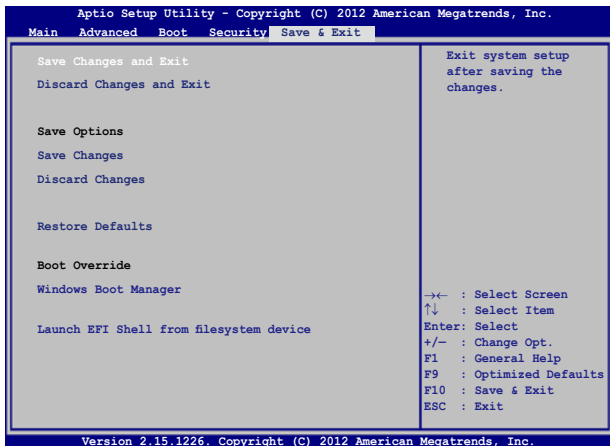 Aptio Setup Utility - Copyright (C) 2012 American Megatrends, Inc.
Main Advanced Boot Security Save & Exit
Save Changes and Exit
Discard Changes and Exit
Save Options
Save Changes
Discard Changes
Restore Defaults
Boot Override
Windows Boot Manager
Launch EFI Shell from filesystem device
Exit system setup
after saving the
changes.
→← : Select Screen
↑↓ : Select Item
Enter: Select
+/— : Change Opt.
F1 : General Help
F9 : Optimized Defaults
F10 : Save & Exit
ESC : Exit
Version 2.15.1226. Copyright (C) 2012 American Megatrends, Inc.